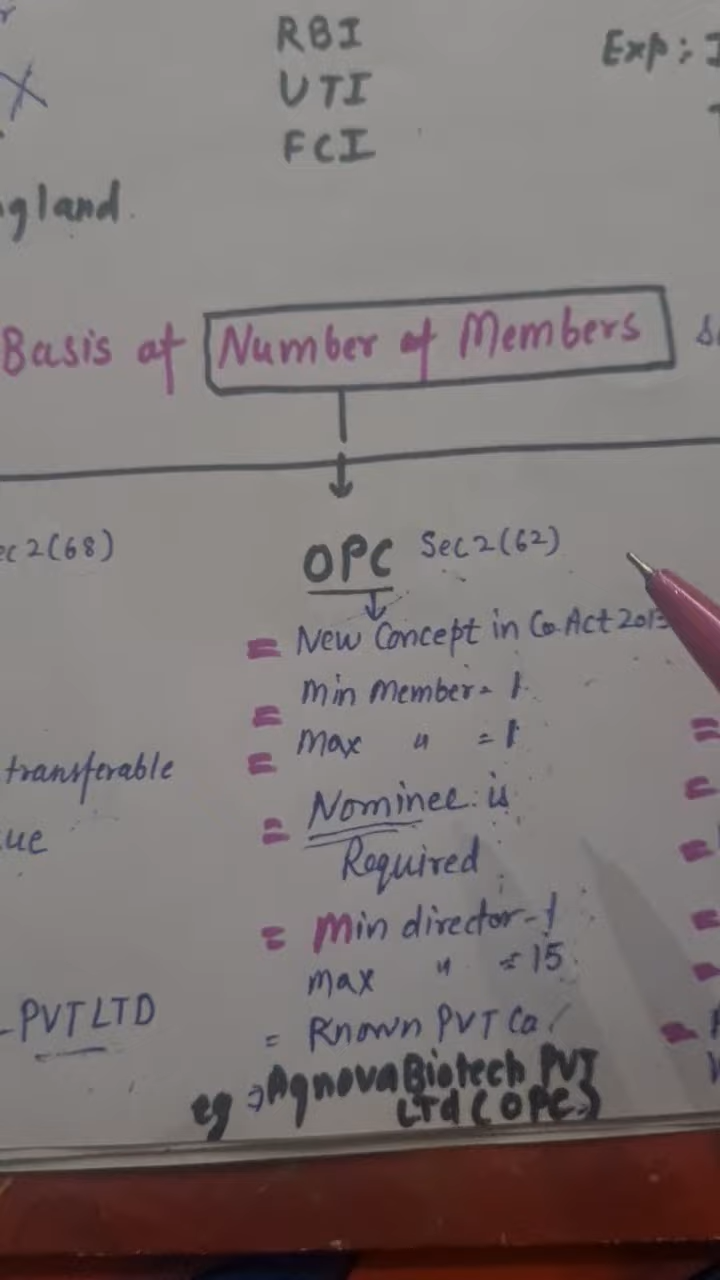 RBI
UTI
FCI
Exp:
X
gland.
Basis of Number of Members
2(68)
OPC Sec 2(62)
= New Concept in Co. Act 2013
= Min Member - 1
= Max " = 1
transferable
= Nominee is
Required
= Min director - 1
max " = 15
PVT LTD
= Known PVT Co.
eg => Agnova Biotech PVT
Ltd (OPC)